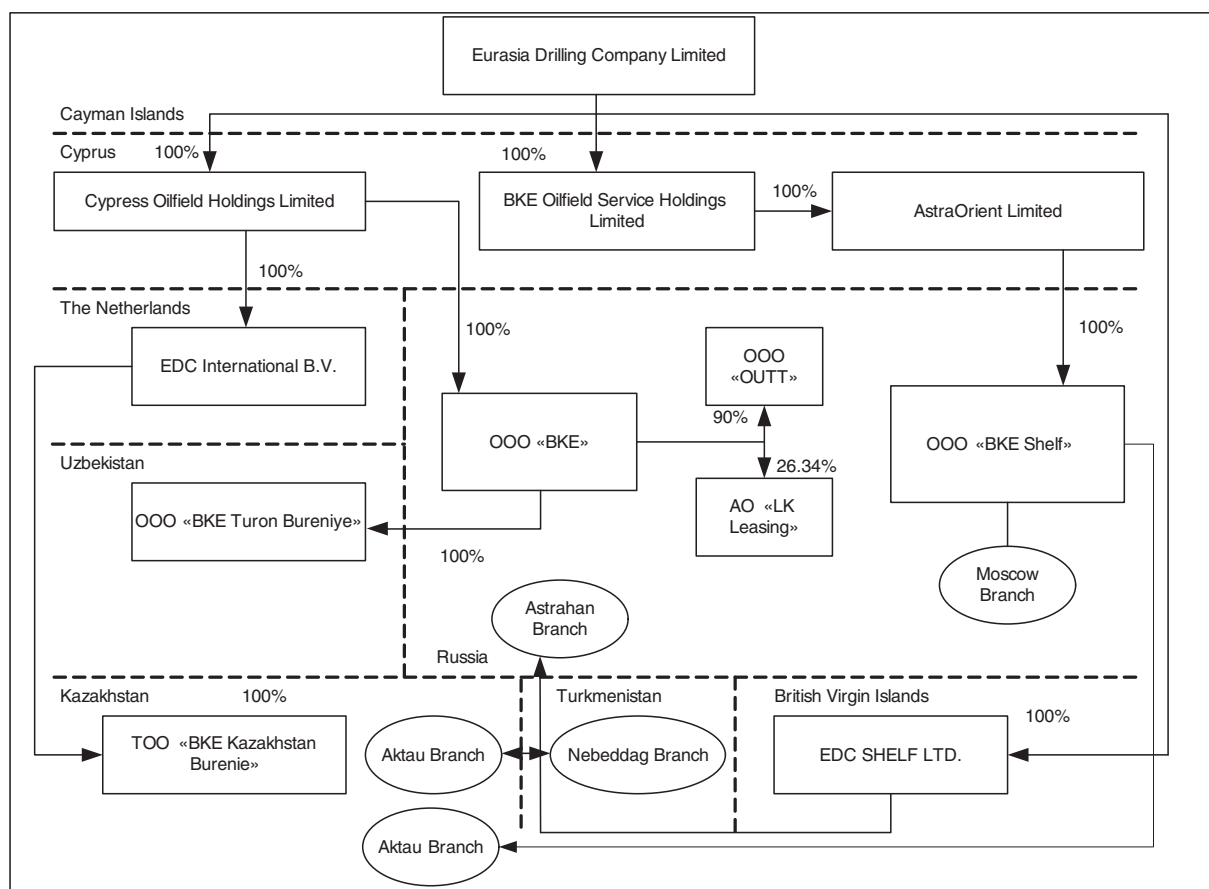 Eurasia Drilling Company Limited
Cayman Islands
Cyprus
100%
100%
Cypress Oilfield Holdings Limited
BKE Oilfield Service Holdings
Limited
100%
AstraOrient Limited
100%
The Netherlands
EDC International B.V.
100%
100%
OOO
«OUTT»
90%
OOO «BKE»
OOO «BKE Shelf»
26.34%
AO «LK
Leasing»
Uzbekistan
OOO «BKE Turon Bureniye»
100%
Moscow
Branch
Astrahan
Branch
Russia
Kazakhstan
100%
Turkmenistan
British Virgin Islands
100%
TOO «BKE Kazakhstan
Burenie»
Aktau Branch
Nebeddag Branch
EDC SHELF LTD.
Aktau Branch